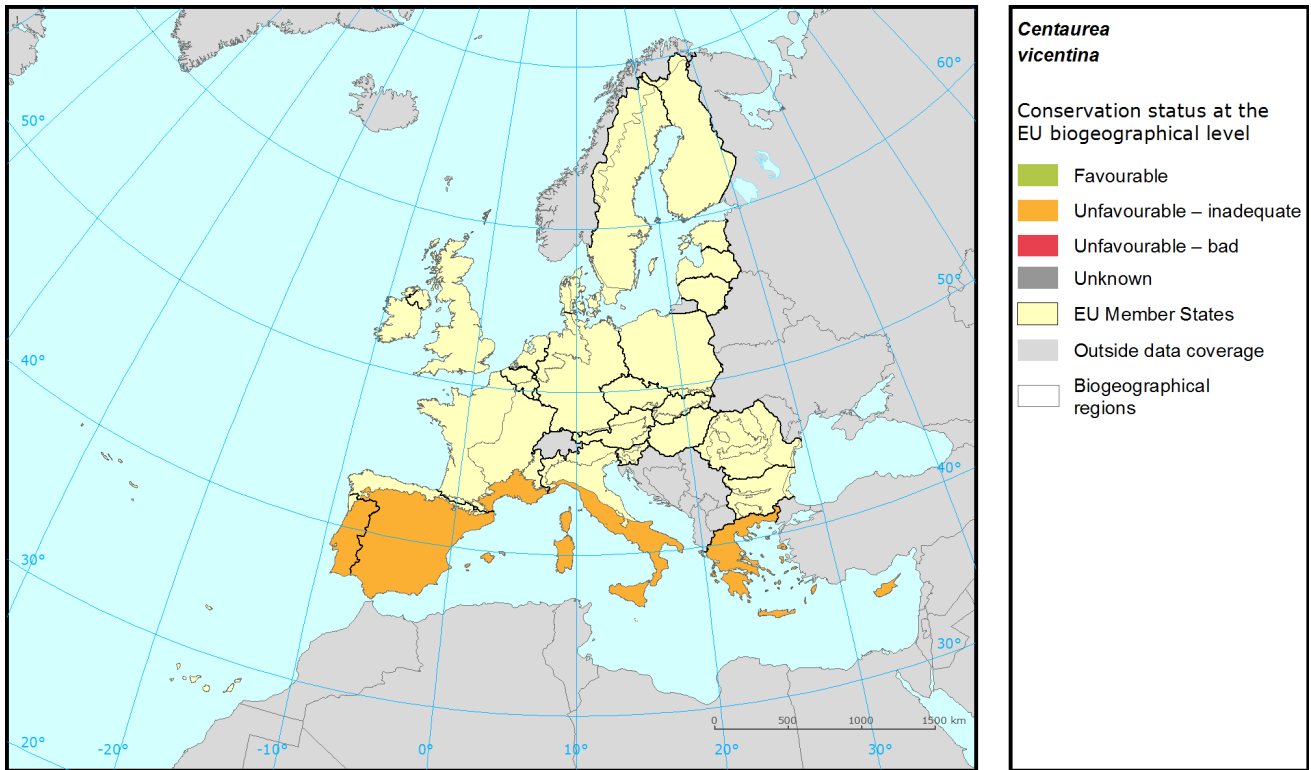 Centaurea
vicentina
Conservation status at the
EU biogeographical level
Favourable
Unfavourable – inadequate
Unfavourable – bad
Unknown
EU Member States
Outside data coverage
Biogeographical
regions
60°
50°
50°
40°
40°
30°
30°
20°
-20°
-10°
0°
10°
20°
30°
0 500 1000 1500 km